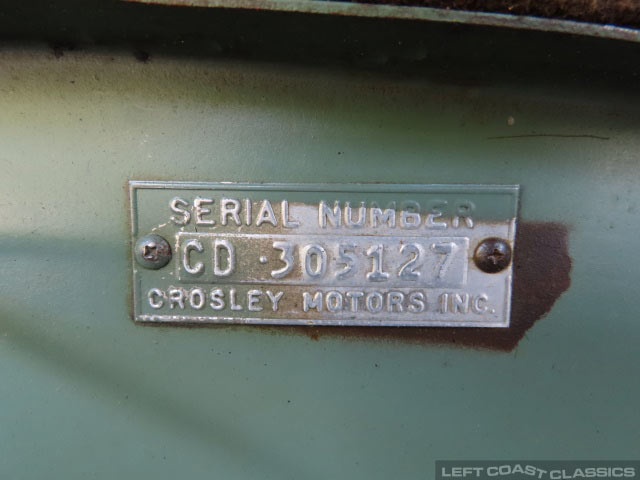 SERIAL NUMBER
CD 305127
CROSLEY MOTORS INC.
LEFT COAST CLASSICS